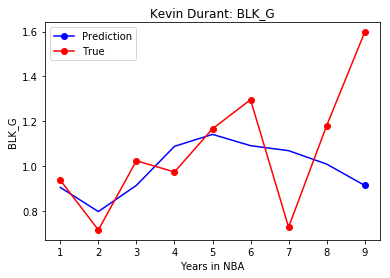 Kevin Durant: BLK_G
Prediction
True
1.6
1.4
1.2
1.0
0.8
BLK_G
1 2 3 4 5 6 7 8 9
Years in NBA